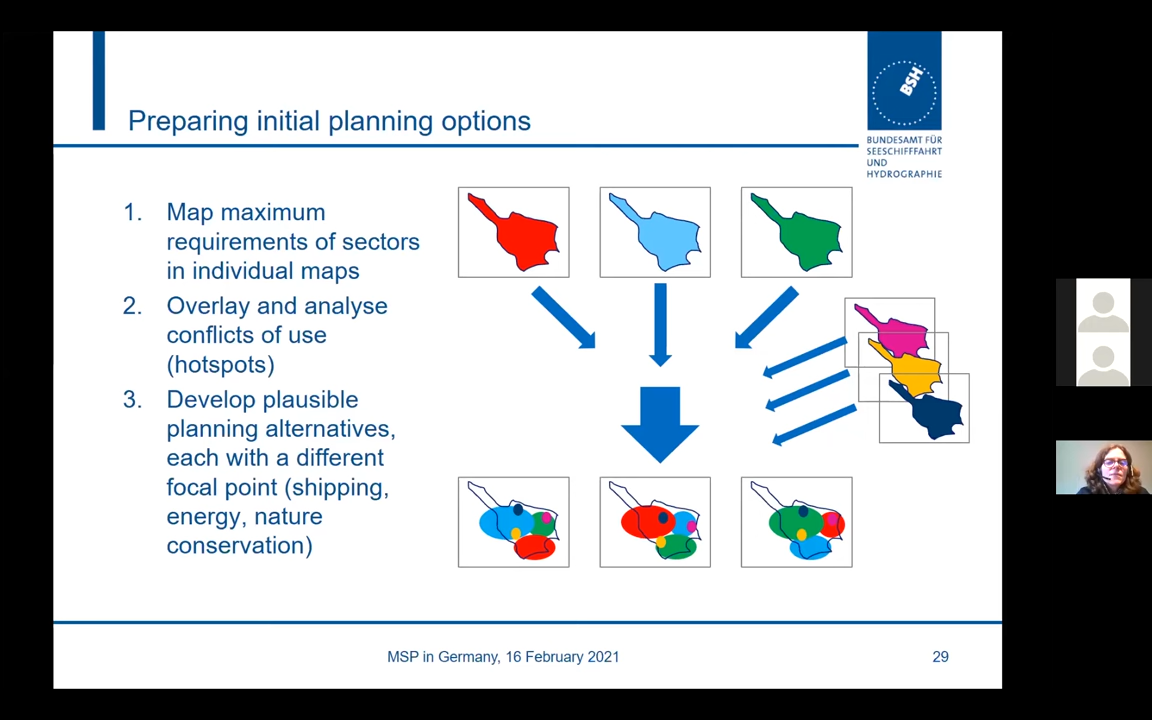 Preparing initial planning options
BSH
BUNDESAMT FÜR
SEESCHIFFFAHRT
UND
HYDROGRAPHIE
1. Map maximum
requirements of sectors
in individual maps
2. Overlay and analyse
conflicts of use
(hotspots)
3. Develop plausible
planning alternatives,
each with a different
focal point (shipping,
energy, nature
conservation)
MSP in Germany, 16 February 2021
29